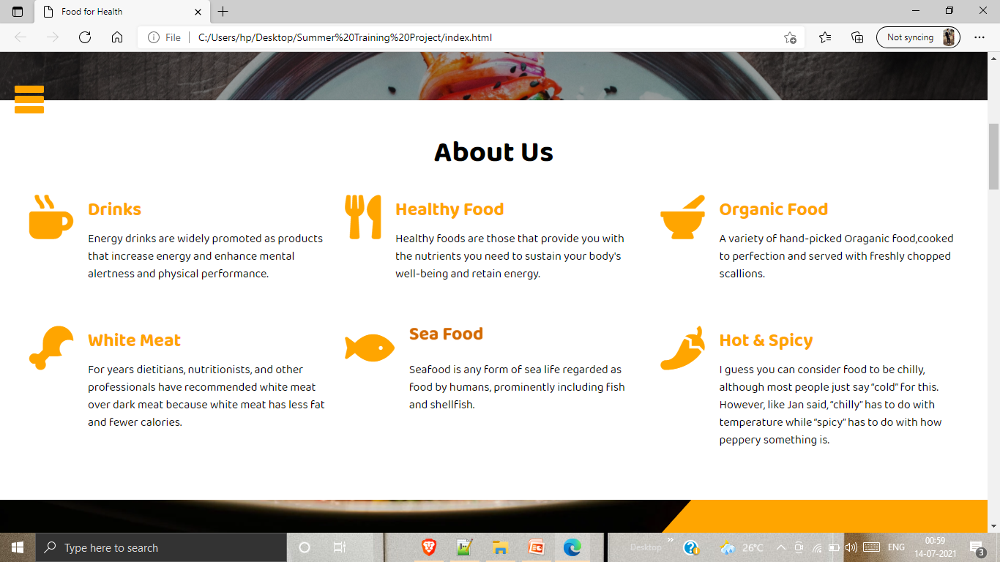 Food for Health
File
C:/Users/hp/Desktop/Summer%20Training%20Project/index.html
Not syncing
About Us
Drinks
Energy drinks are widely promoted as products
that increase energy and enhance mental
alertness and physical performance.
Healthy Food
Healthy foods are those that provide you with
the nutrients you need to sustain your body's
well-being and retain energy.
Organic Food
A variety of hand-picked Oraganic food,cooked
to perfection and served with freshly chopped
scallions.
White Meat
For years dietitians, nutritionists, and other
professionals have recommended white meat
over dark meat because white meat has less fat
and fewer calories.
Sea Food
Seafood is any form of sea life regarded as
food by humans, prominently including fish
and shellfish.
Hot & Spicy
I guess you can consider food to be chilly,
although most people just say “cold” for this.
However, like Jan said, “chilly” has to do with
temperature while “spicy” has to do with how
peppery something is.
Type here to search
Desktop
26°C
ENG
00:59
14-07-2021
3